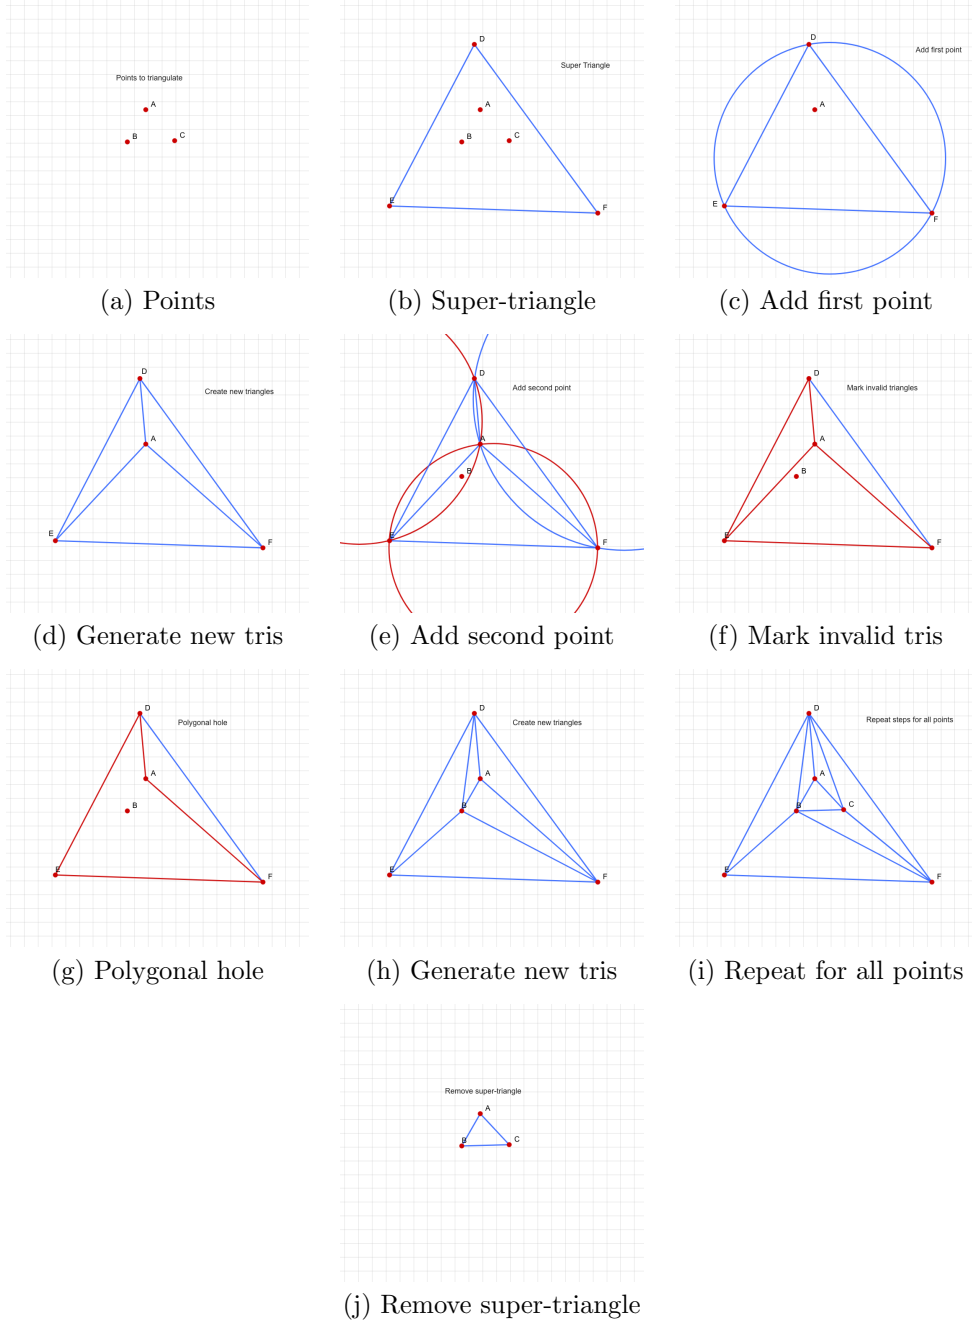 Points to triangulate
A
B
C
(a) Points
D
Super Triangle
A
B
C
E
F
(b) Super-triangle
D
Add first point
A
E
F
(c) Add first point
D
Create new triangles
A
E
F
(d) Generate new tris
D
Add second point
A
B
E
F
(e) Add second point
D
Mark invalid triangles
A
B
E
F
(f) Mark invalid tris
D
Polygonal hole
A
B
E
F
(g) Polygonal hole
D
Create new triangles
A
B
E
F
(h) Generate new tris
D
Repeat steps for all points
A
B
C
E
F
(i) Repeat for all points
Remove super-triangle
A
B
C
(j) Remove super-triangle